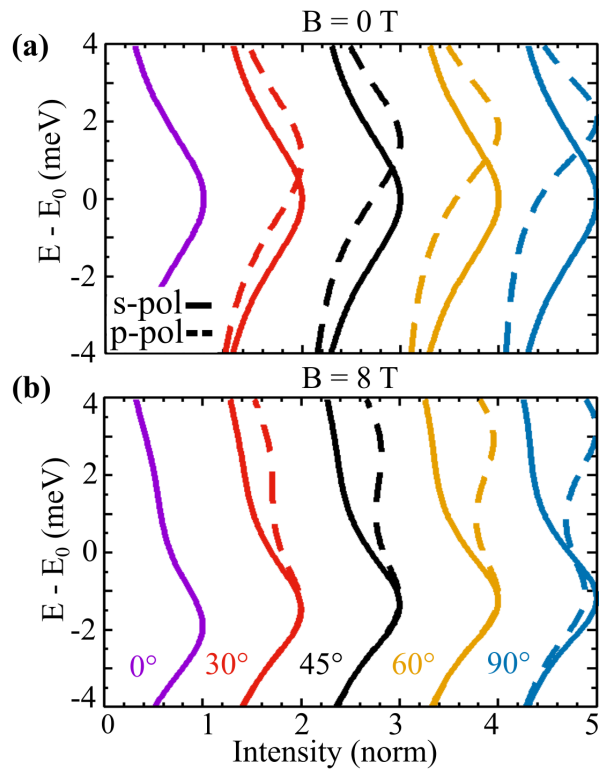 B = 0 T
(a)
4
2
0
-2
-4
E - E₀ (meV)
s-pol
p-pol
B = 8 T
(b)
4
2
0
-2
-4
E - E₀ (meV)
0° 30° 45° 60° 90°
0 1 2 3 4 5
Intensity (norm)